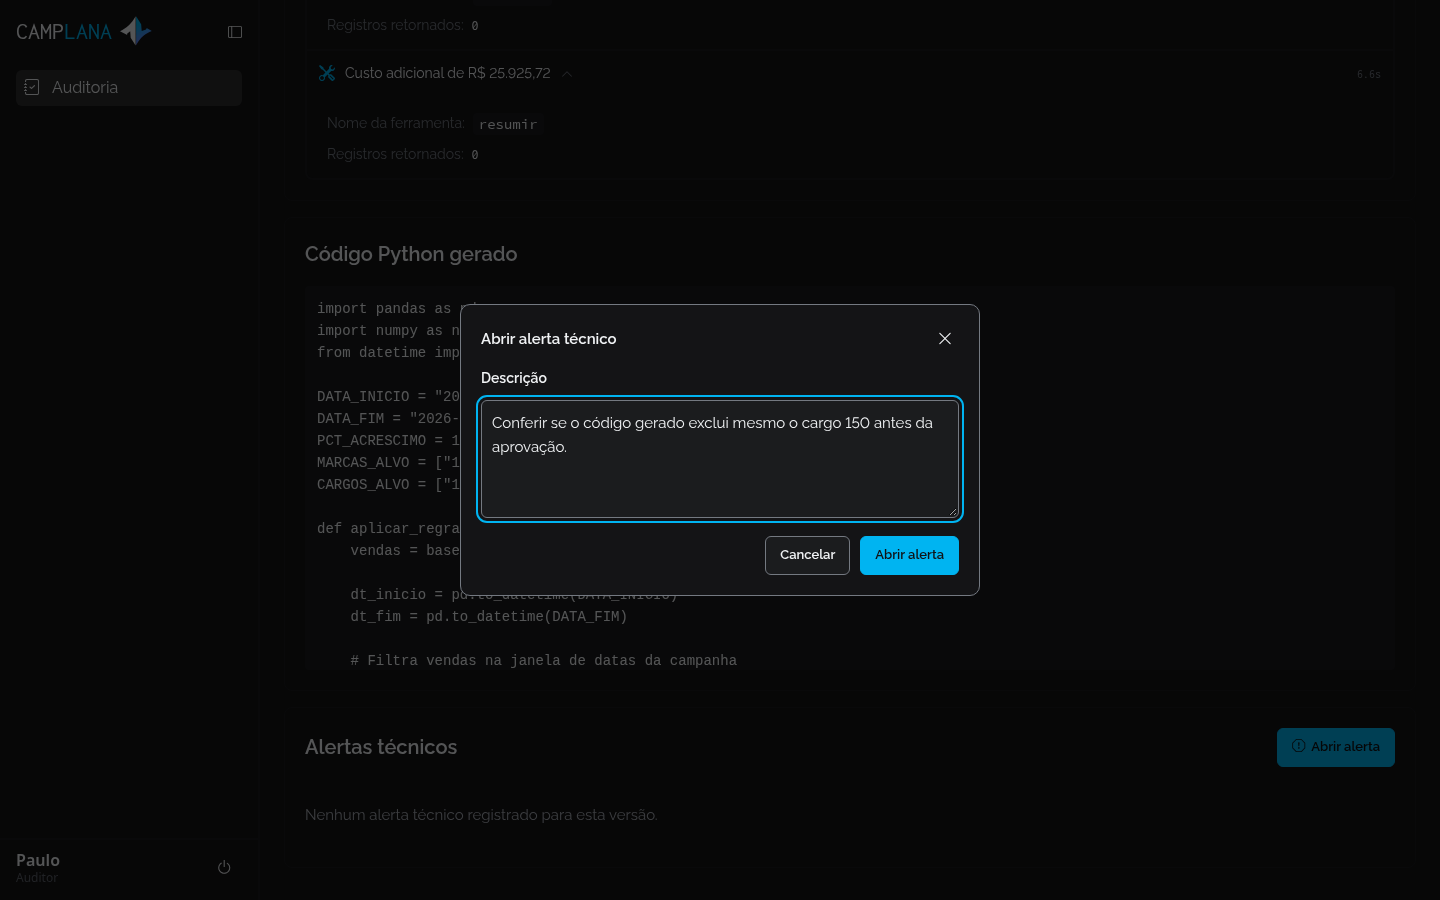 CAMPLANA
Auditoria
Registros retornados: 0
Custo adicional de R$ 25.925,72
6.6s
Nome da ferramenta: resumir
Registros retornados: 0
Código Python gerado
import pandas as
import numpy as n
from datetime imp
DATA_INICIO = "20
DATA_FIM = "2026-
PCT_ACRESCIMO = 1
MARCAS_ALVO = ["1
CARGOS_ALVO = ["1
def aplicar_regra
vendas = base
dt_inicio = pd.to_datetime(DATA_INICIO)
dt_fim = pd.to_datetime(DATA_FIM)
# Filtra vendas na janela de datas da campanha
Abrir alerta técnico
Descrição
Conferir se o código gerado exclui mesmo o cargo 150 antes da
aprovação.
Cancelar
Abrir alerta
Alertas técnicos
Abrir alerta
Nenhum alerta técnico registrado para esta versão.
Paulo
Auditor